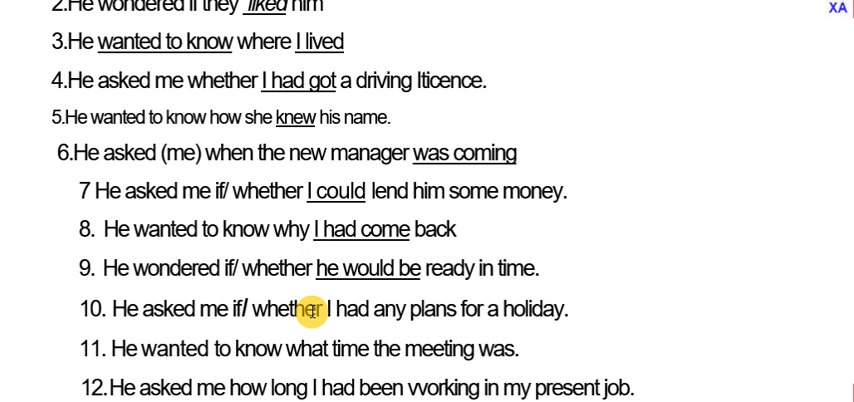 2.He wondered if they liked him
XA
3.He wanted to know where I lived
4.He asked me whether I had got a driving lticence.
5.He wanted to know how she knew his name.
6.He asked (me) when the new manager was coming
7 He asked me if/ whether I could lend him some money.
8. He wanted to know why I had come back
9. He wondered if/ whether he would be ready in time.
10. He asked me if/ whether I had any plans for a holiday.
11. He wanted to know what time the meeting was.
12.He asked me how long I had been vvorking in my present job.